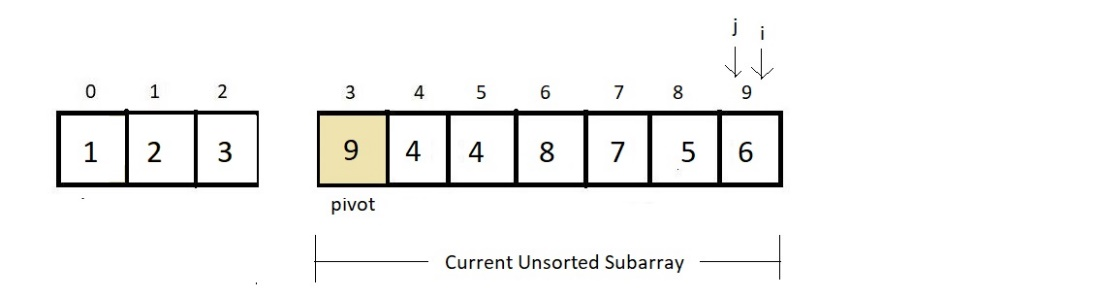 j i
0 1 2 3 4 5 6 7 8 9
1 2 3 9 4 4 8 7 5 6
pivot
Current Unsorted Subarray